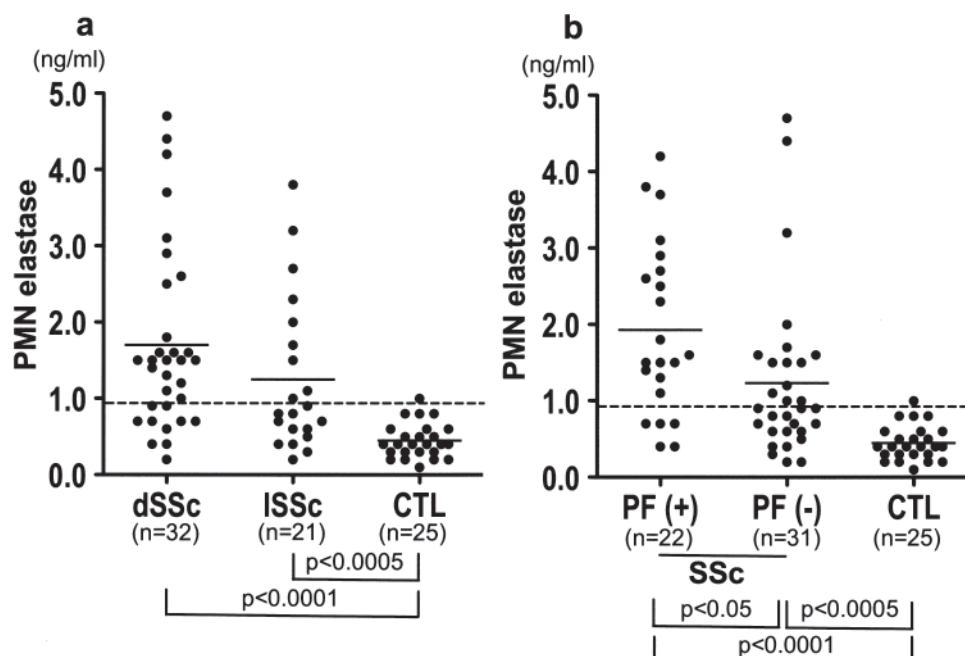 a
(ng/ml)
5.0
4.0
3.0
2.0
1.0
0.0
PMN elastase
dSSc lSSc CTL
(n=32) (n=21) (n=25)
p<0.0005
p<0.0001
b
(ng/ml)
5.0
4.0
3.0
2.0
1.0
0.0
PMN elastase
PF (+) PF (-) CTL
(n=22) (n=31) (n=25)
SSc
p<0.05 p<0.0005
p<0.0001